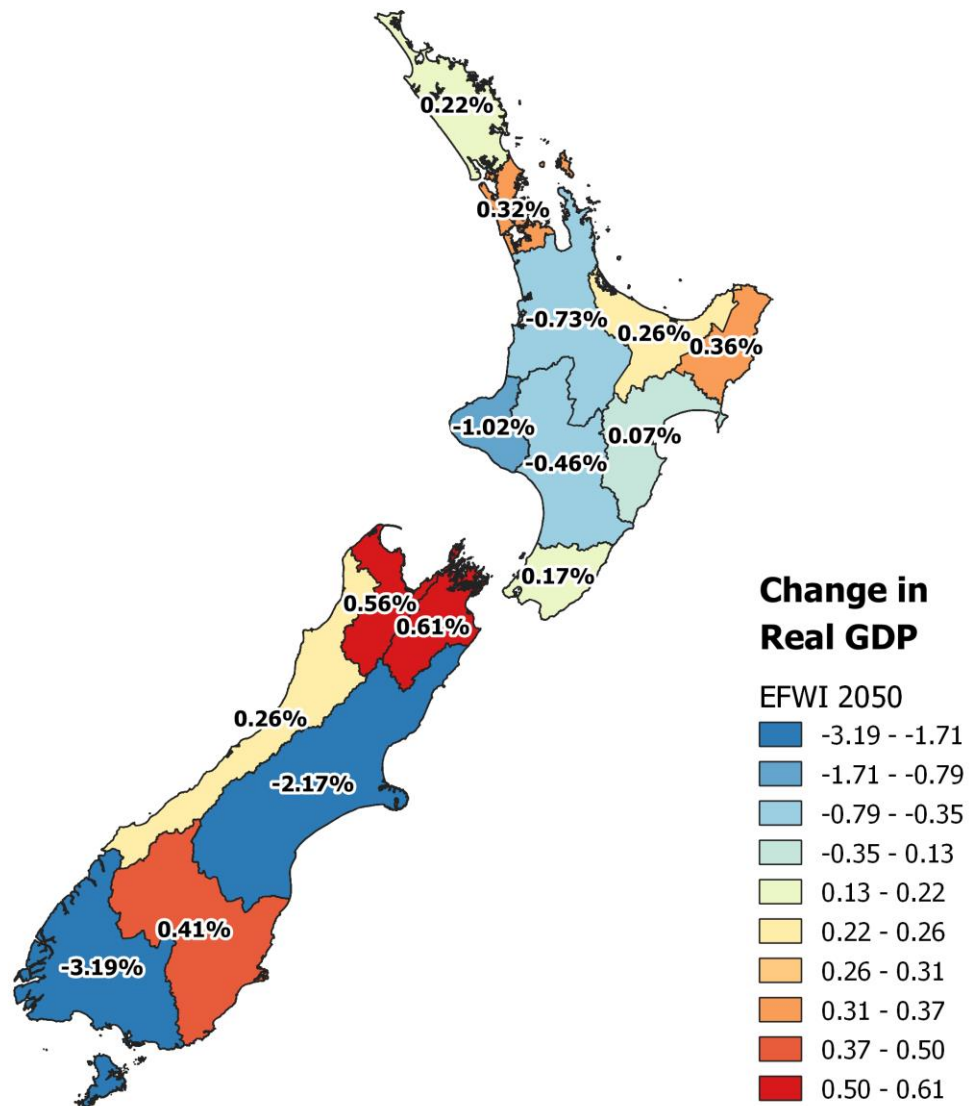 0.22%
0.32%
-0.73%
0.26%
0.36%
-1.02%
0.07%
-0.46%
0.17%
0.56%
0.61%
0.26%
-2.17%
0.41%
-3.19%
Change in
Real GDP
EFWI 2050
-3.19 - -1.71
-1.71 - -0.79
-0.79 - -0.35
-0.35 - 0.13
0.13 - 0.22
0.22 - 0.26
0.26 - 0.31
0.31 - 0.37
0.37 - 0.50
0.50 - 0.61